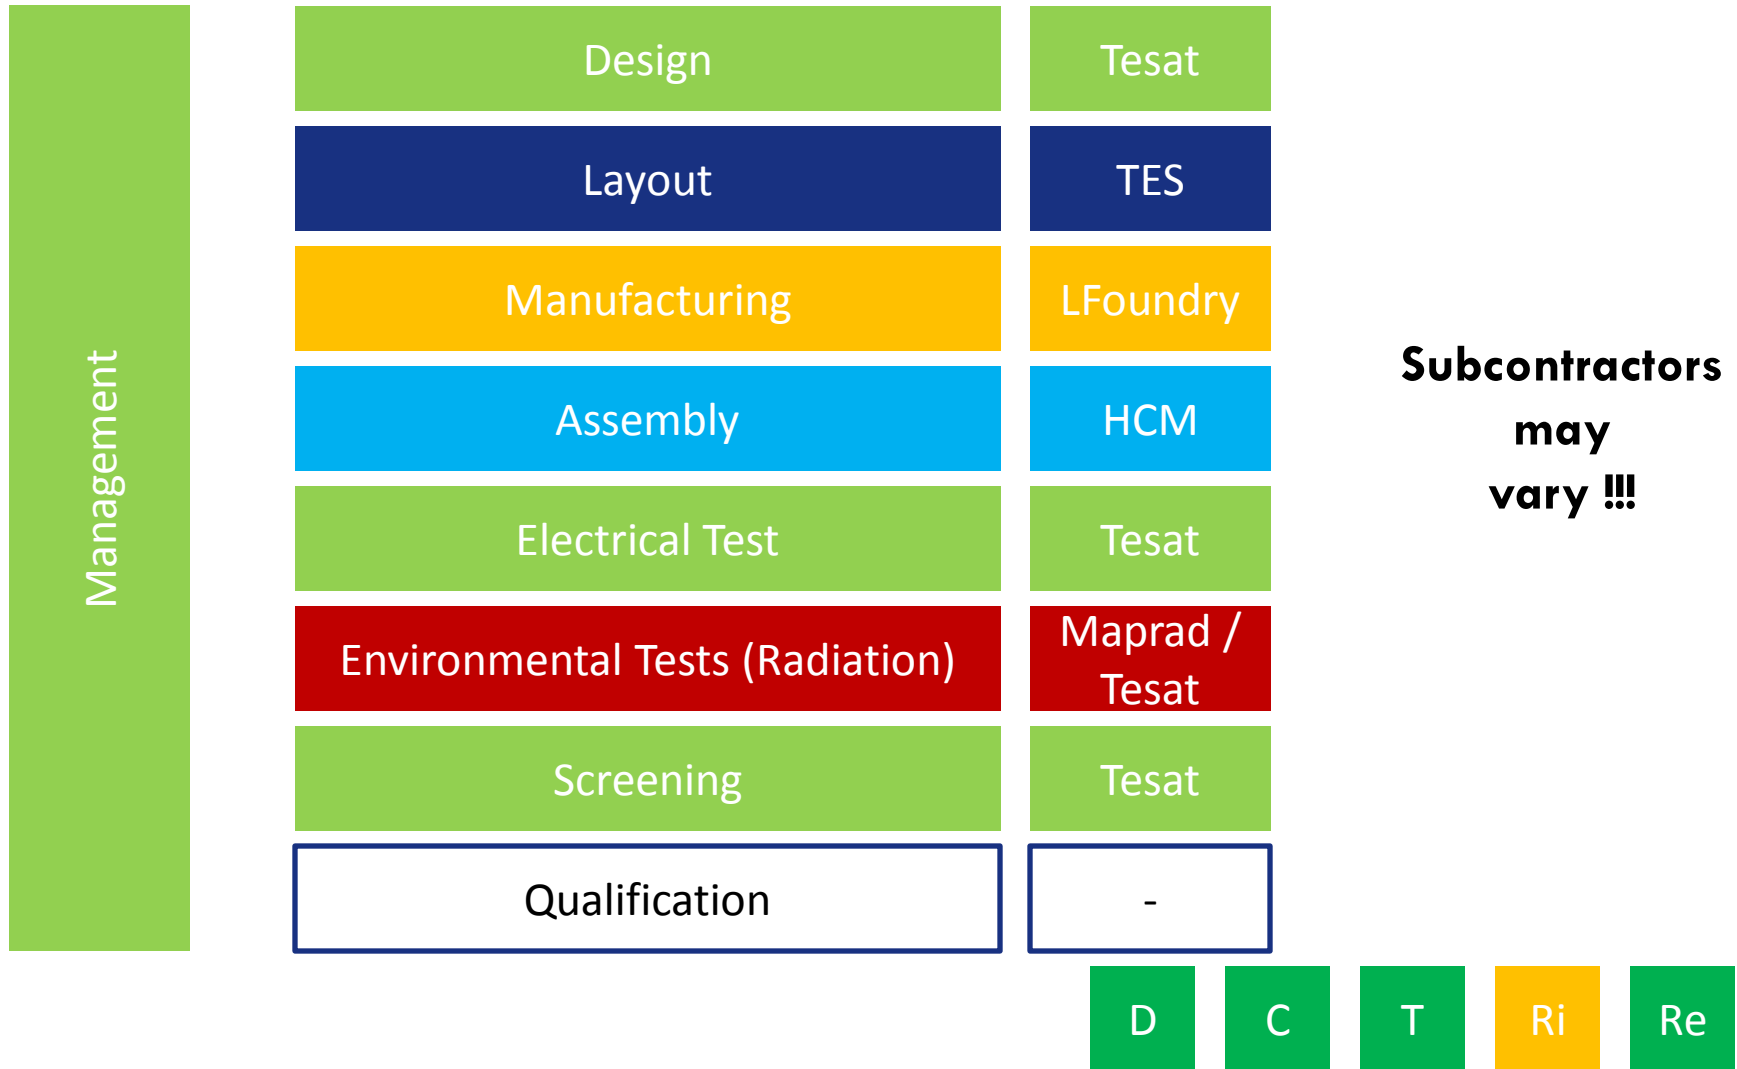 Management
Design
Tesat
Layout
TES
Manufacturing
LFoundry
Assembly
HCM
Electrical Test
Tesat
Environmental Tests (Radiation)
Maprad /
Tesat
Screening
Tesat
Qualification
-
Subcontractors
may
vary !!!
D
C
T
Ri
Re